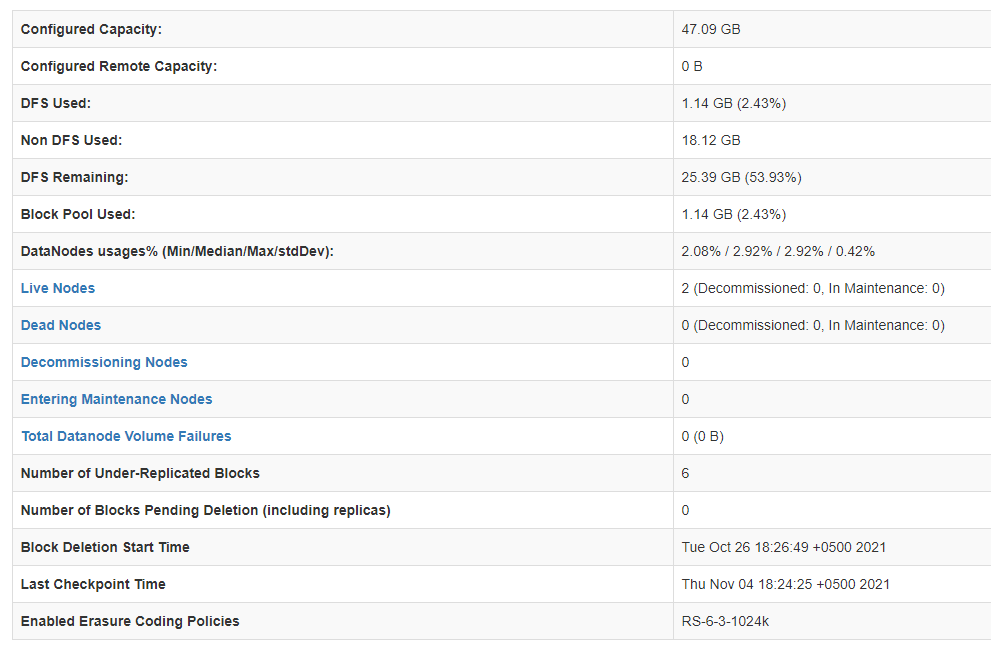 Configured Capacity: 47.09 GB
Configured Remote Capacity: 0 B
DFS Used: 1.14 GB (2.43%)
Non DFS Used: 18.12 GB
DFS Remaining: 25.39 GB (53.93%)
Block Pool Used: 1.14 GB (2.43%)
DataNodes usages% (Min/Median/Max/stdDev): 2.08% / 2.92% / 2.92% / 0.42%
Live Nodes 2 (Decommissioned: 0, In Maintenance: 0)
Dead Nodes 0 (Decommissioned: 0, In Maintenance: 0)
Decommissioning Nodes 0
Entering Maintenance Nodes 0
Total Datanode Volume Failures 0 (0 B)
Number of Under-Replicated Blocks 6
Number of Blocks Pending Deletion (including replicas) 0
Block Deletion Start Time Tue Oct 26 18:26:49 +0500 2021
Last Checkpoint Time Thu Nov 04 18:24:25 +0500 2021
Enabled Erasure Coding Policies RS-6-3-1024k